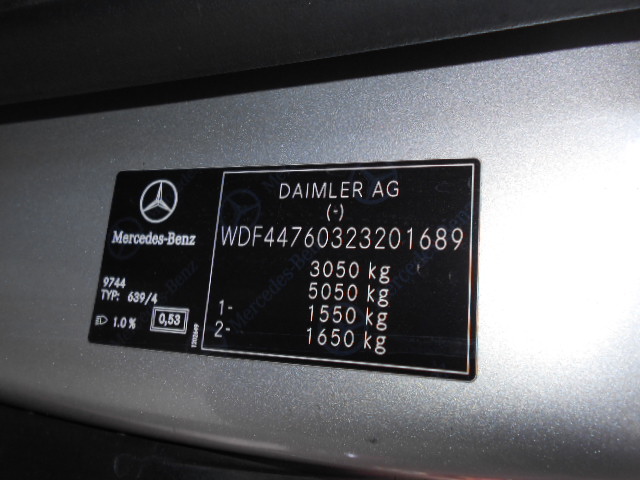 Mercedes-Benz
9744
TYP: 639/4
1.0 %
0,53
DAIMLER AG
(-)
WDF44760323201689
3050 kg
5050 kg
1- 1550 kg
2- 1650 kg